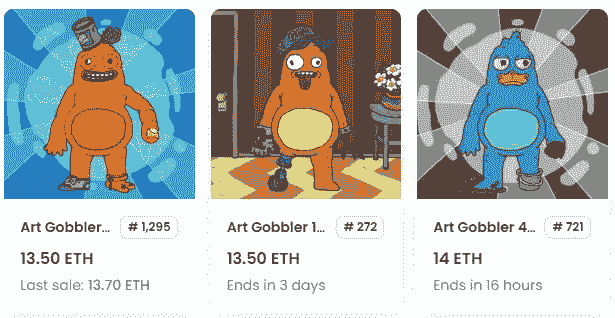 Art Gobbler... # 1,295
13.50 ETH
Last sale: 13.70 ETH
Art Gobbler 1... # 272
13.50 ETH
Ends in 3 days
Art Gobbler 4... # 721
14 ETH
Ends in 16 hours